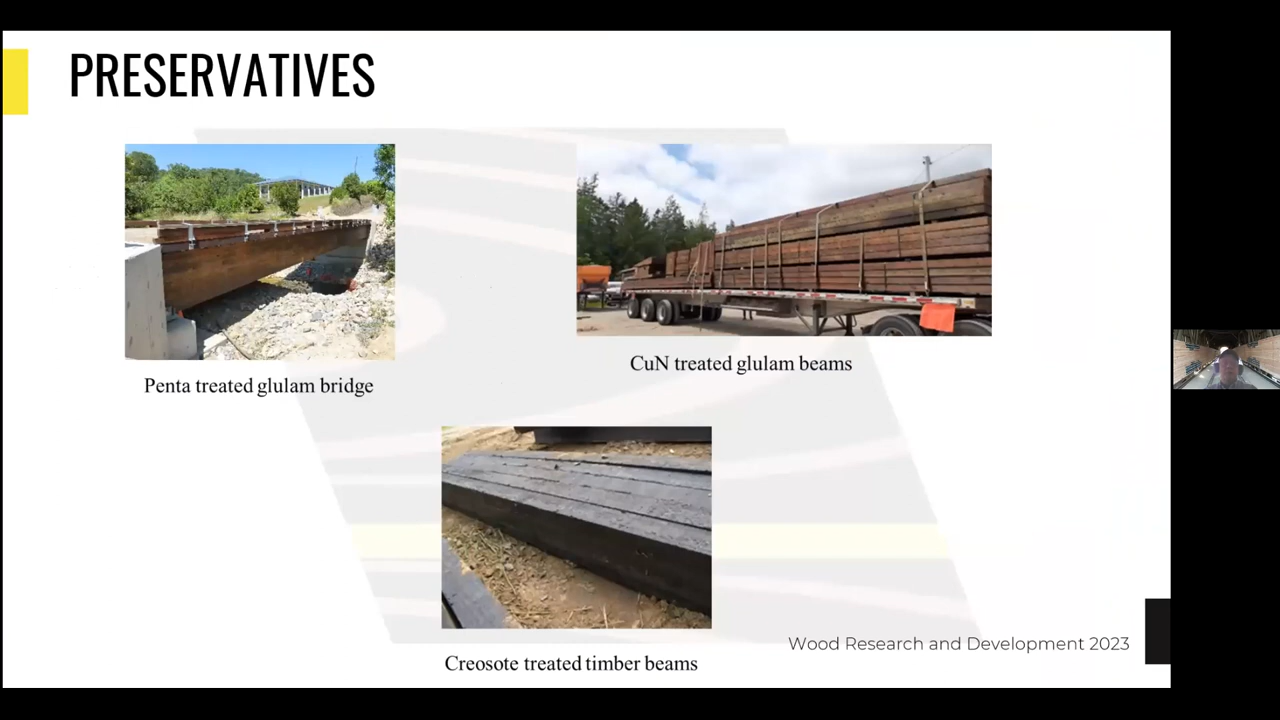 PRESERVATIVES
Penta treated glulam bridge
CuN treated glulam beams
Creosote treated timber beams
Wood Research and Development 2023